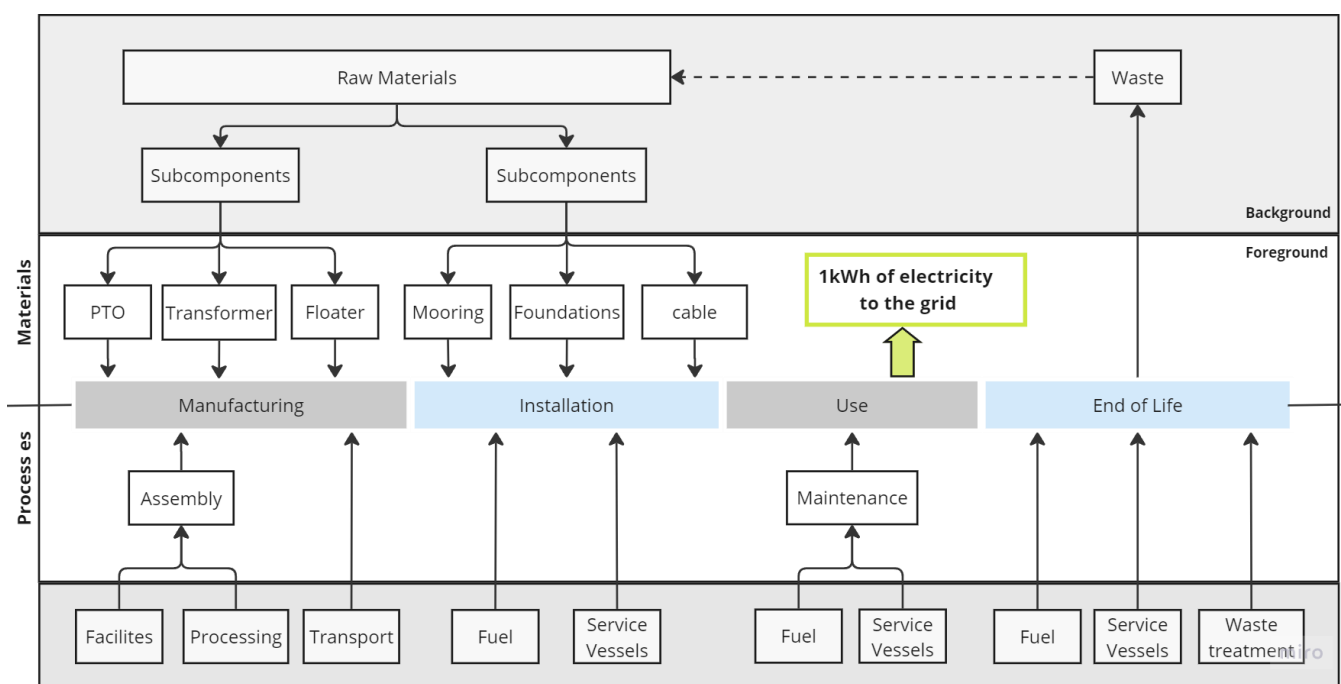 Raw Materials
Waste
Subcomponents
Subcomponents
Background
Foreground
Materials
1kWh of electricity
to the grid
PTO
Transformer
Floater
Mooring
Foundations
cable
Manufacturing
Installation
Use
End of Life
Process es
Assembly
Maintenance
Facilites
Processing
Transport
Fuel
Service
Vessels
Fuel
Service
Vessels
Fuel
Service
Vessels
Waste
treatment
miro